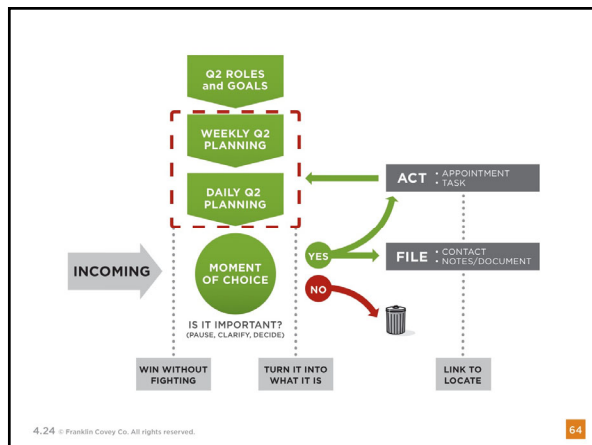 Q2 ROLES
and GOALS
WEEKLY Q2
PLANNING
DAILY Q2
PLANNING
ACT • APPOINTMENT
• TASK
INCOMING
MOMENT
OF CHOICE
YES
FILE • CONTACT
• NOTES/DOCUMENT
NO
IS IT IMPORTANT?
(PAUSE, CLARIFY, DECIDE)
WIN WITHOUT
FIGHTING
TURN IT INTO
WHAT IT IS
LINK TO
LOCATE
4.24 © Franklin Covey Co. All rights reserved.
64